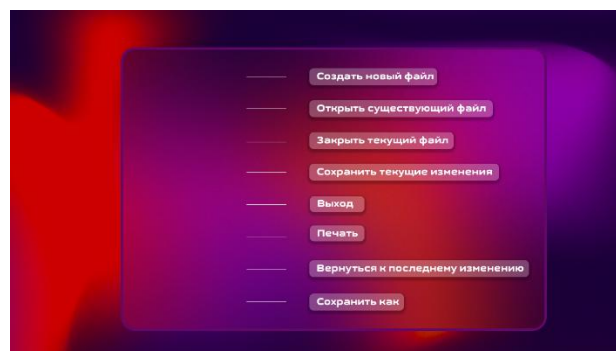 Создать новый файл
Открыть существующий файл
Закрыть текущий файл
Сохранить текущие изменения
Выход
Печать
Вернуться к последнему изменению
Сохранить как